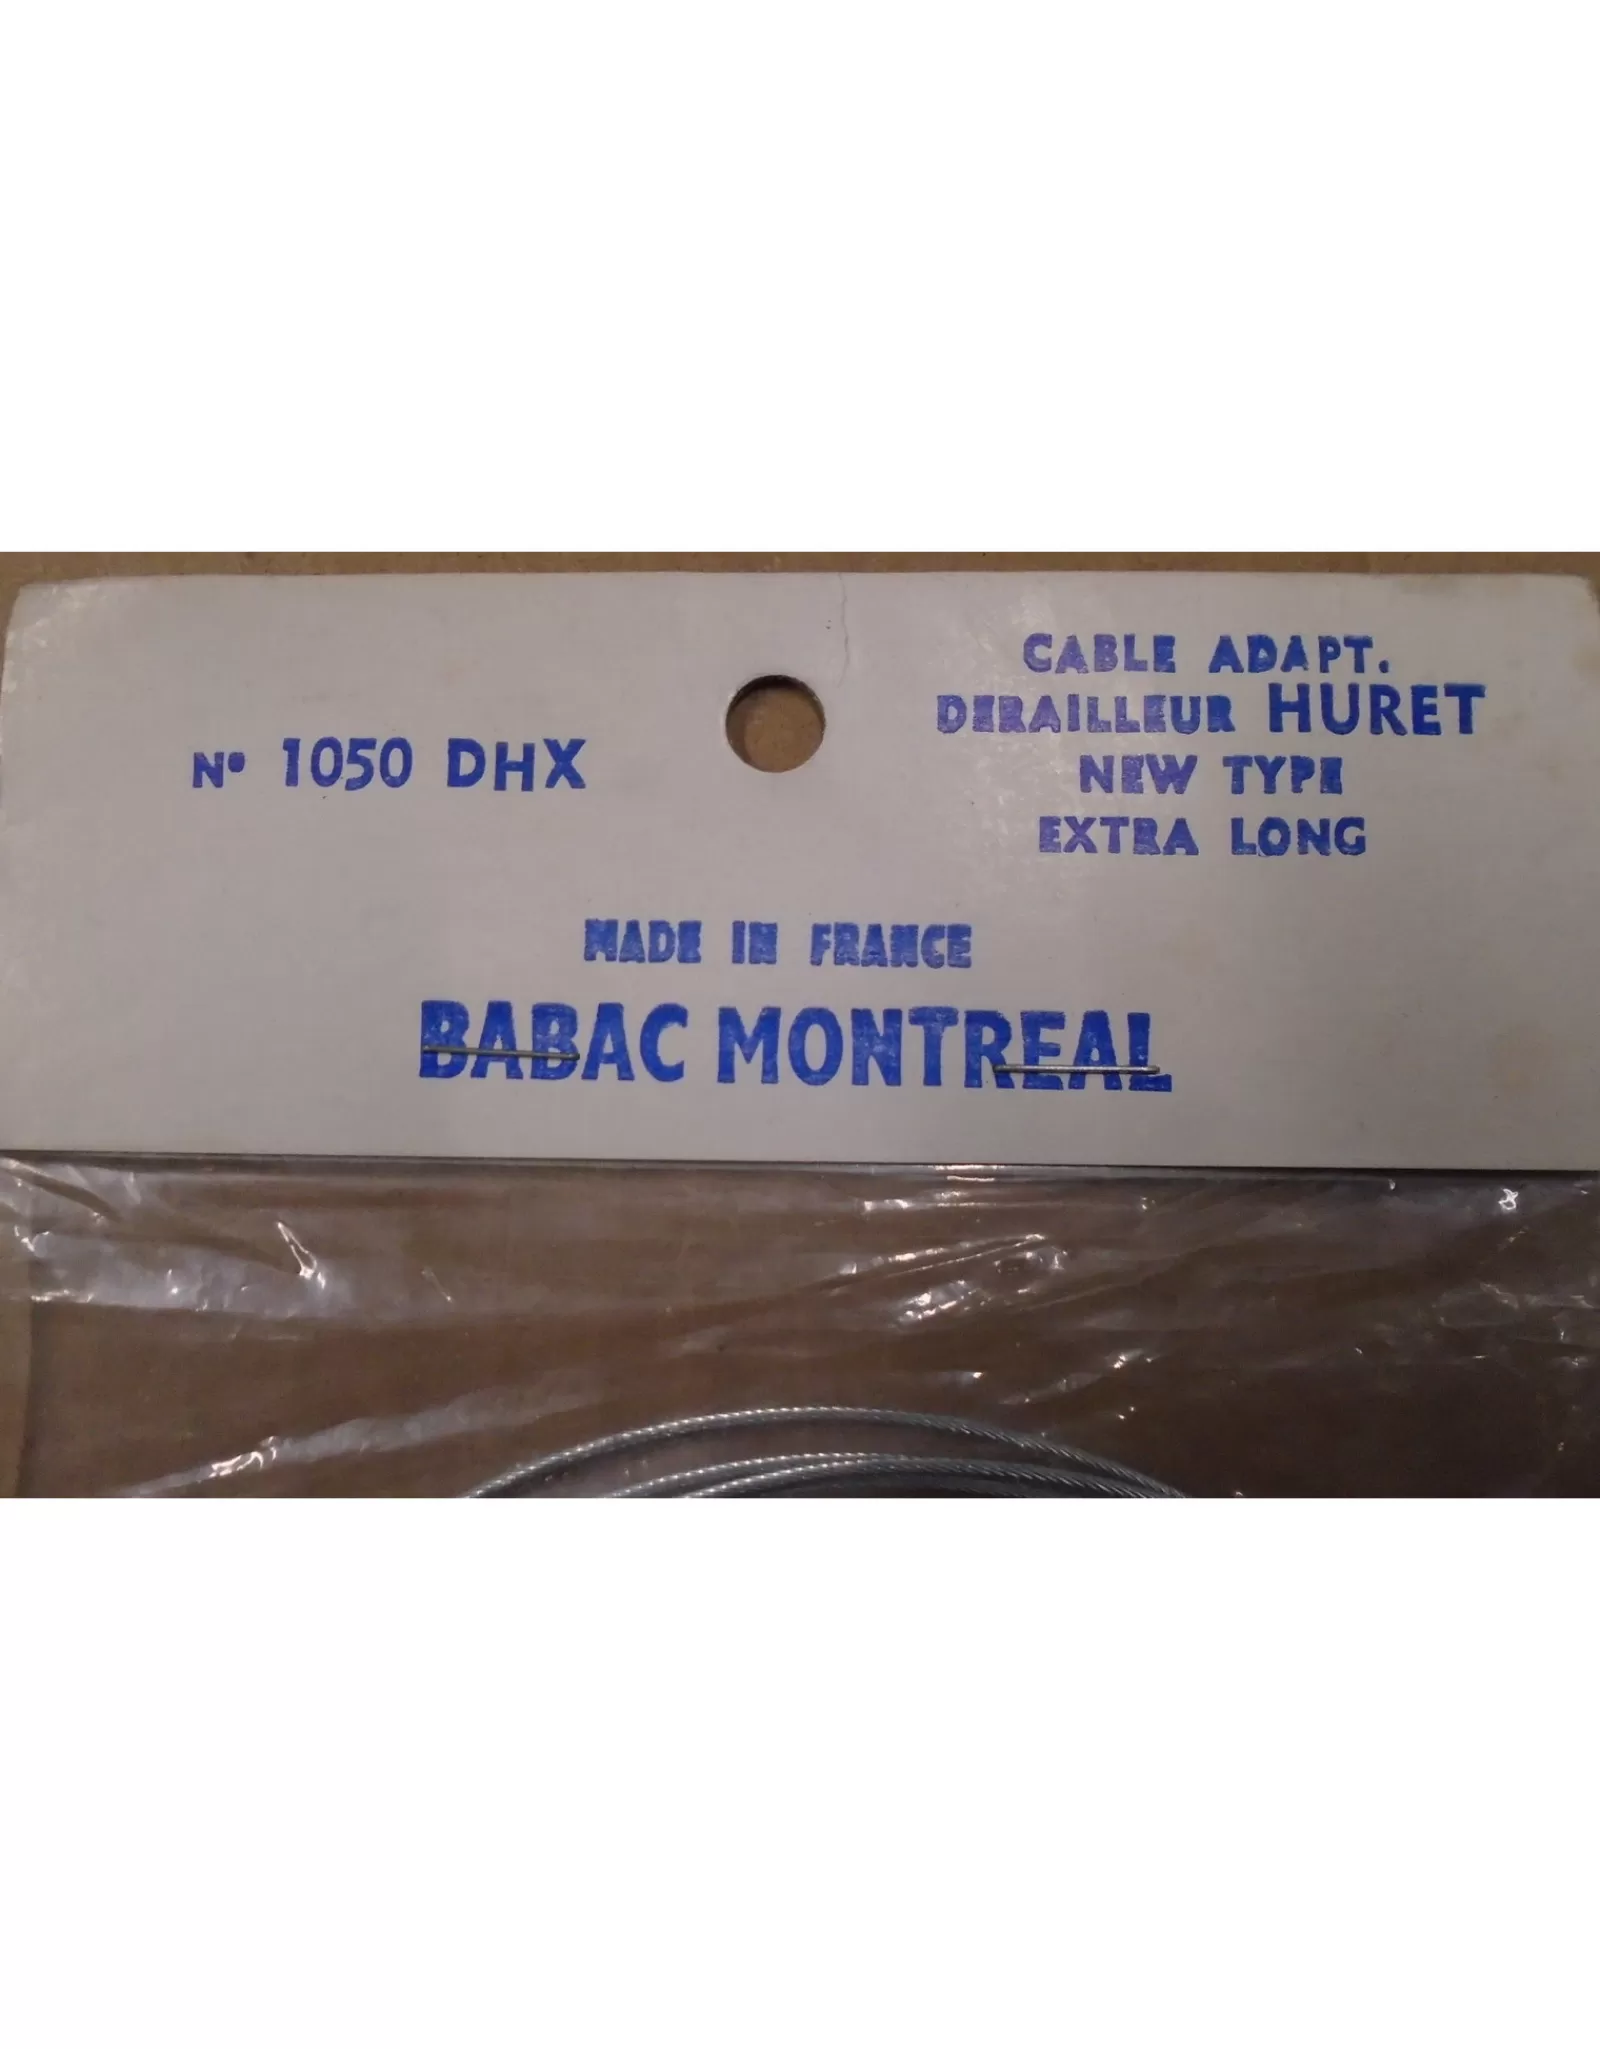 Nº 1050 DHX
CABLE ADAPT.
DERAILLEUR HURET
NEW TYPE
EXTRA LONG
MADE IN FRANCE
BABAC MONTREAL